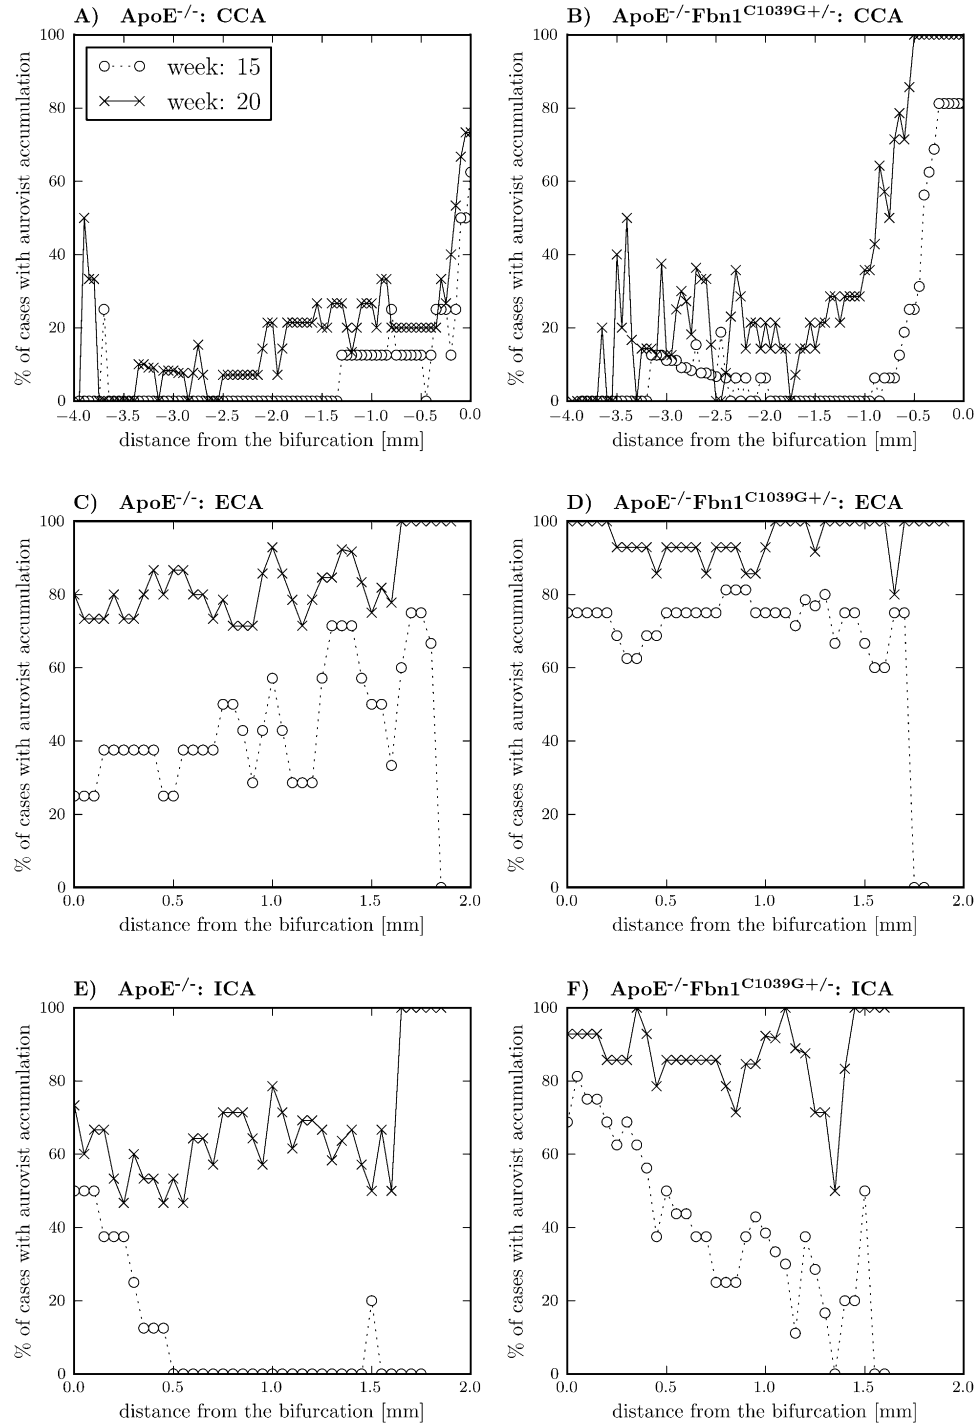 A) ApoE-/-: CCA
B) ApoE-/-Fbn1C1039G+/-: CCA
% of cases with aurovist accumulation
100
80
60
40
20
0
week: 15
week: 20
−4.0 −3.5 −3.0 −2.5 −2.0 −1.5 −1.0 −0.5 0.0
distance from the bifurcation [mm]
% of cases with aurovist accumulation
100
80
60
40
20
0
−4.0 −3.5 −3.0 −2.5 −2.0 −1.5 −1.0 −0.5 0.0
distance from the bifurcation [mm]
C) ApoE-/-: ECA
D) ApoE-/-Fbn1C1039G+/-: ECA
% of cases with aurovist accumulation
100
80
60
40
20
0
0.0 0.5 1.0 1.5 2.0
distance from the bifurcation [mm]
% of cases with aurovist accumulation
100
80
60
40
20
0
0.0 0.5 1.0 1.5 2.0
distance from the bifurcation [mm]
E) ApoE-/-: ICA
F) ApoE-/-Fbn1C1039G+/-: ICA
% of cases with aurovist accumulation
100
80
60
40
20
0
0.0 0.5 1.0 1.5 2.0
distance from the bifurcation [mm]
% of cases with aurovist accumulation
100
80
60
40
20
0
0.0 0.5 1.0 1.5 2.0
distance from the bifurcation [mm]